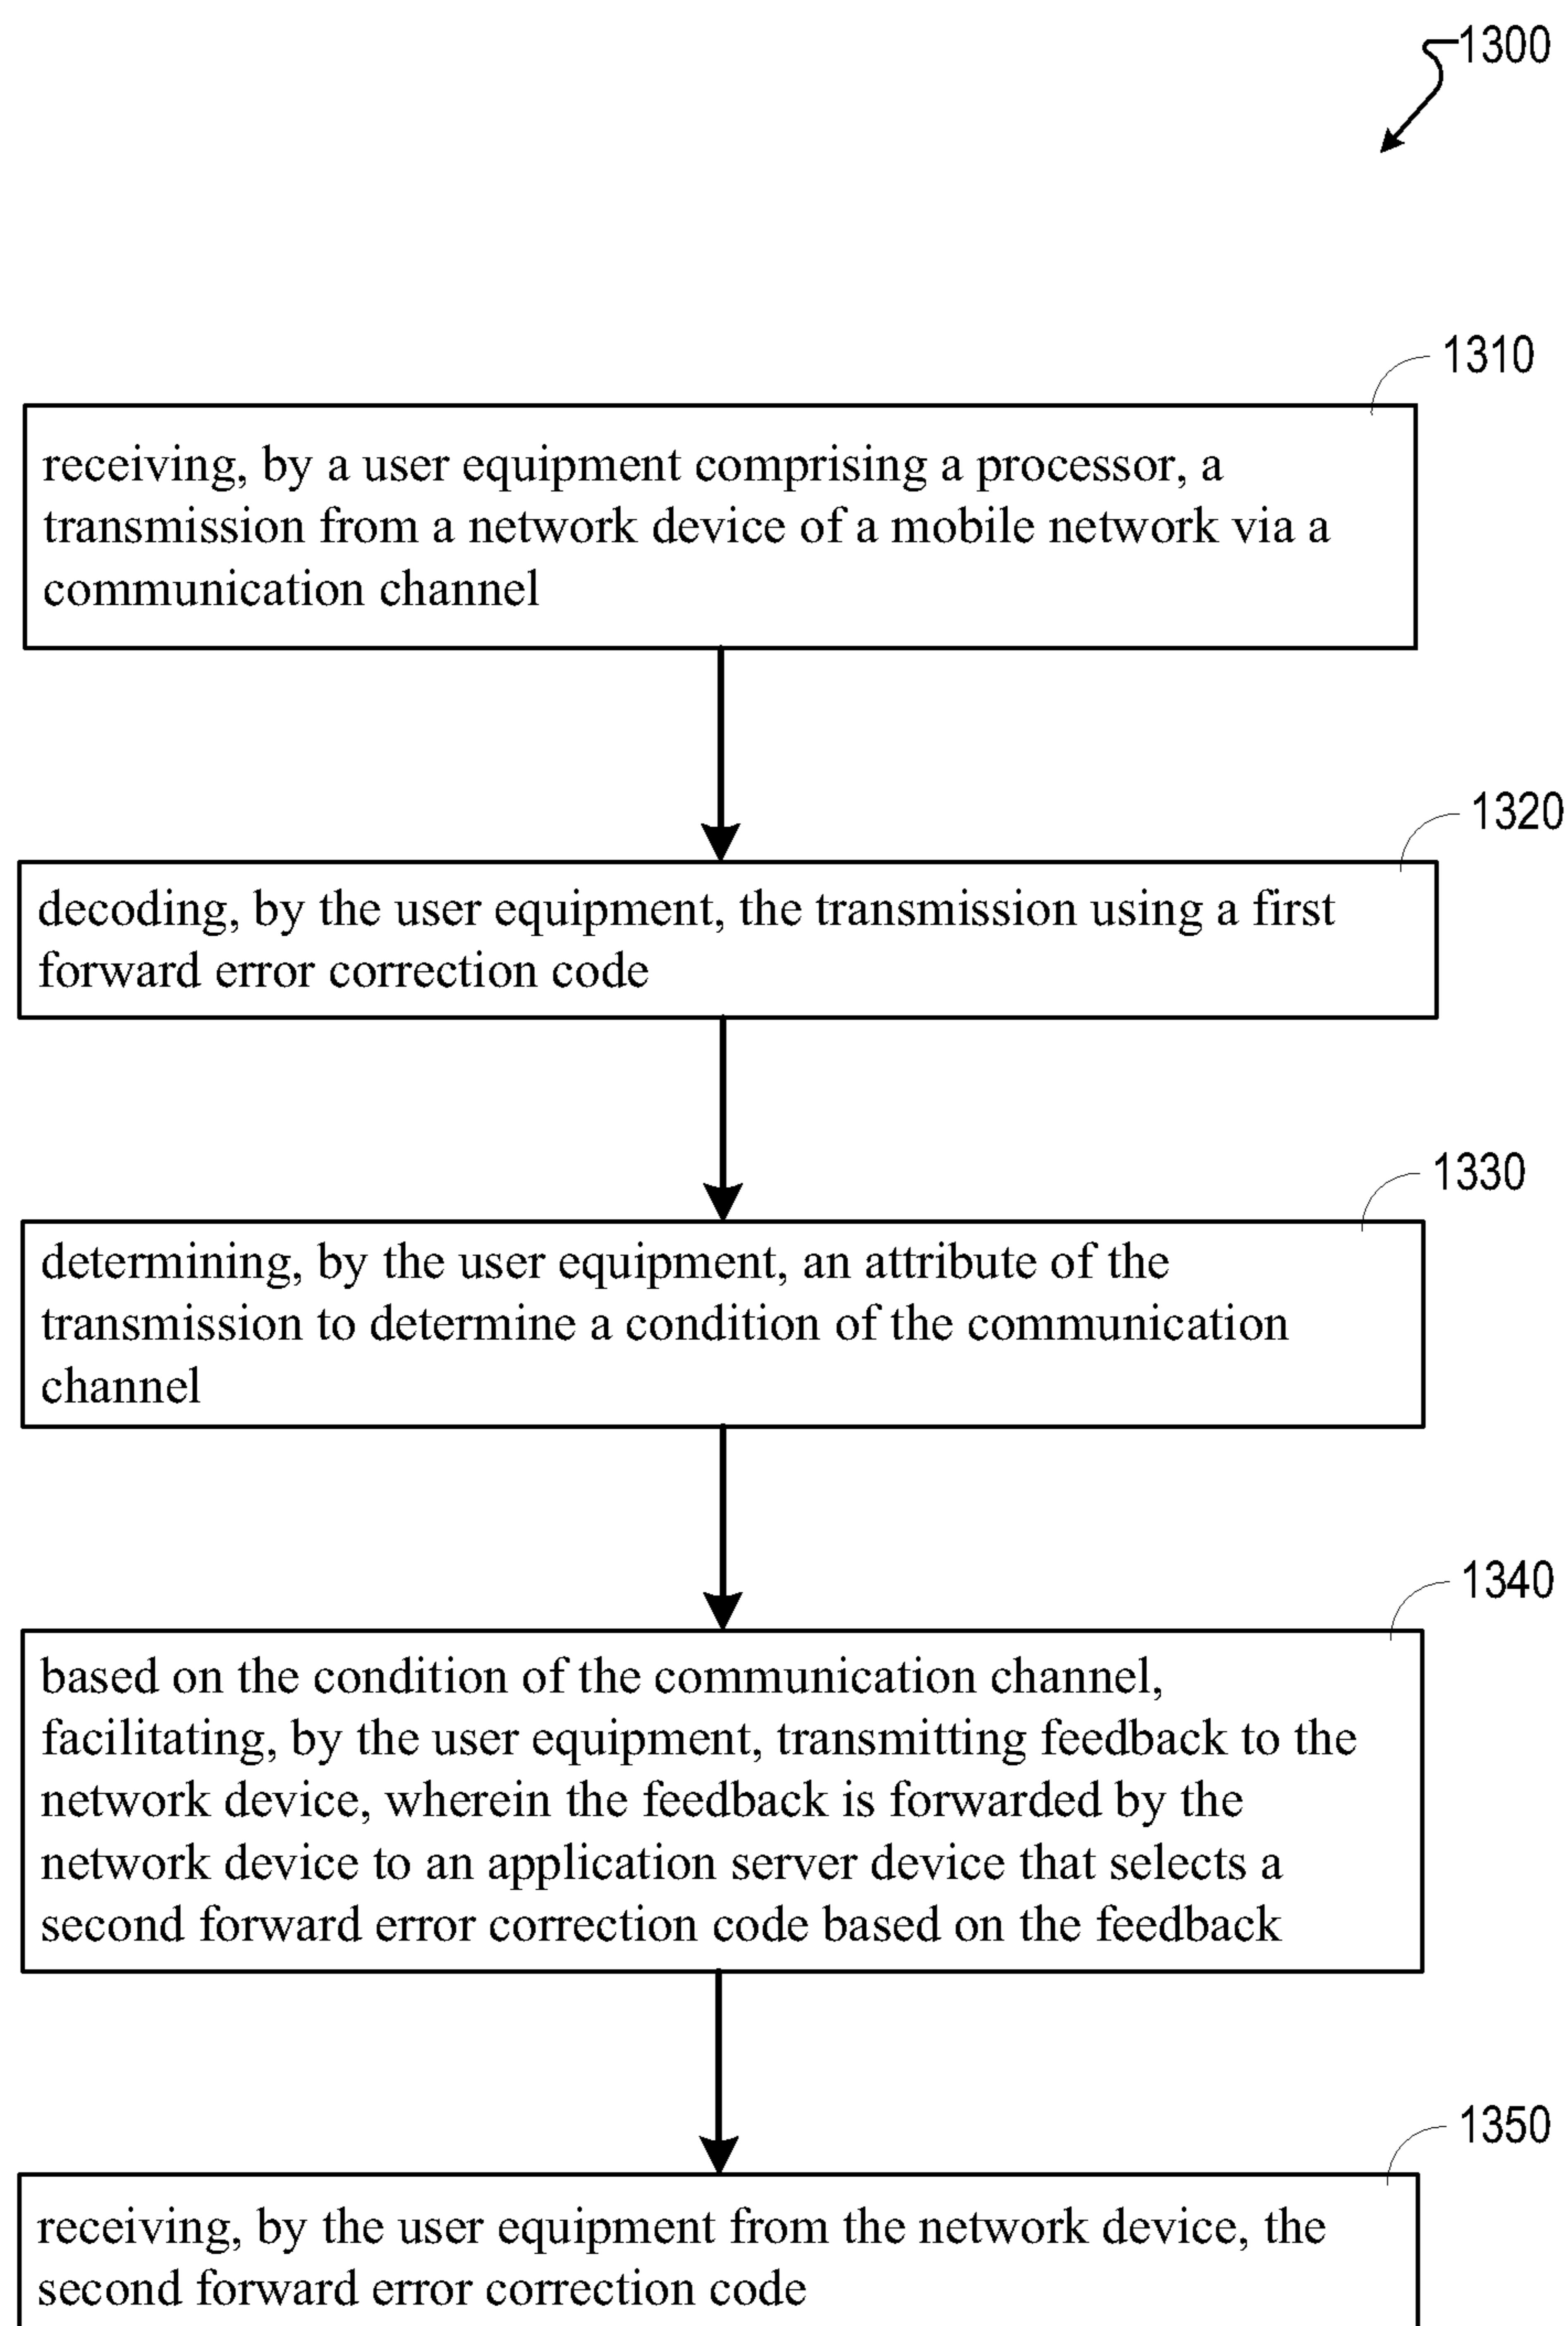 1300
1310
receiving, by a user equipment comprising a processor, a
transmission from a network device of a mobile network via a
communication channel
1320
decoding, by the user equipment, the transmission using a first
forward error correction code
1330
determining, by the user equipment, an attribute of the
transmission to determine a condition of the communication
channel
1340
based on the condition of the communication channel,
facilitating, by the user equipment, transmitting feedback to the
network device, wherein the feedback is forwarded by the
network device to an application server device that selects a
second forward error correction code based on the feedback
1350
receiving, by the user equipment from the network device, the
second forward error correction code